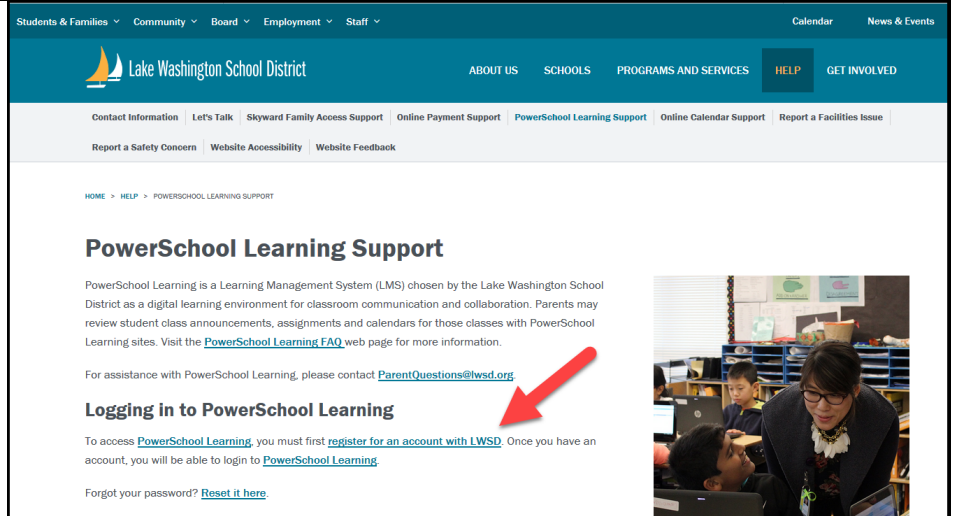 Students & Families Community Board Employment Staff Calendar News & Events
Lake Washington School District ABOUT US SCHOOLS PROGRAMS AND SERVICES HELP GET INVOLVED
Contact Information Let's Talk Skyward Family Access Support Online Payment Support PowerSchool Learning Support Online Calendar Support Report a Facilities Issue
Report a Safety Concern Website Accessibility Website Feedback
HOME > HELP > POWERSCHOOL LEARNING SUPPORT
PowerSchool Learning Support
PowerSchool Learning is a Learning Management System (LMS) chosen by the Lake Washington School
District as a digital learning environment for classroom communication and collaboration. Parents may
review student class announcements, assignments and calendars for those classes with PowerSchool
Learning sites. Visit the PowerSchool Learning FAQ web page for more information.
For assistance with PowerSchool Learning, please contact ParentQuestions@lwsd.org.
Logging in to PowerSchool Learning
To access PowerSchool Learning, you must first register for an account with LWSD. Once you have an
account, you will be able to login to PowerSchool Learning.
Forgot your password? Reset it here.